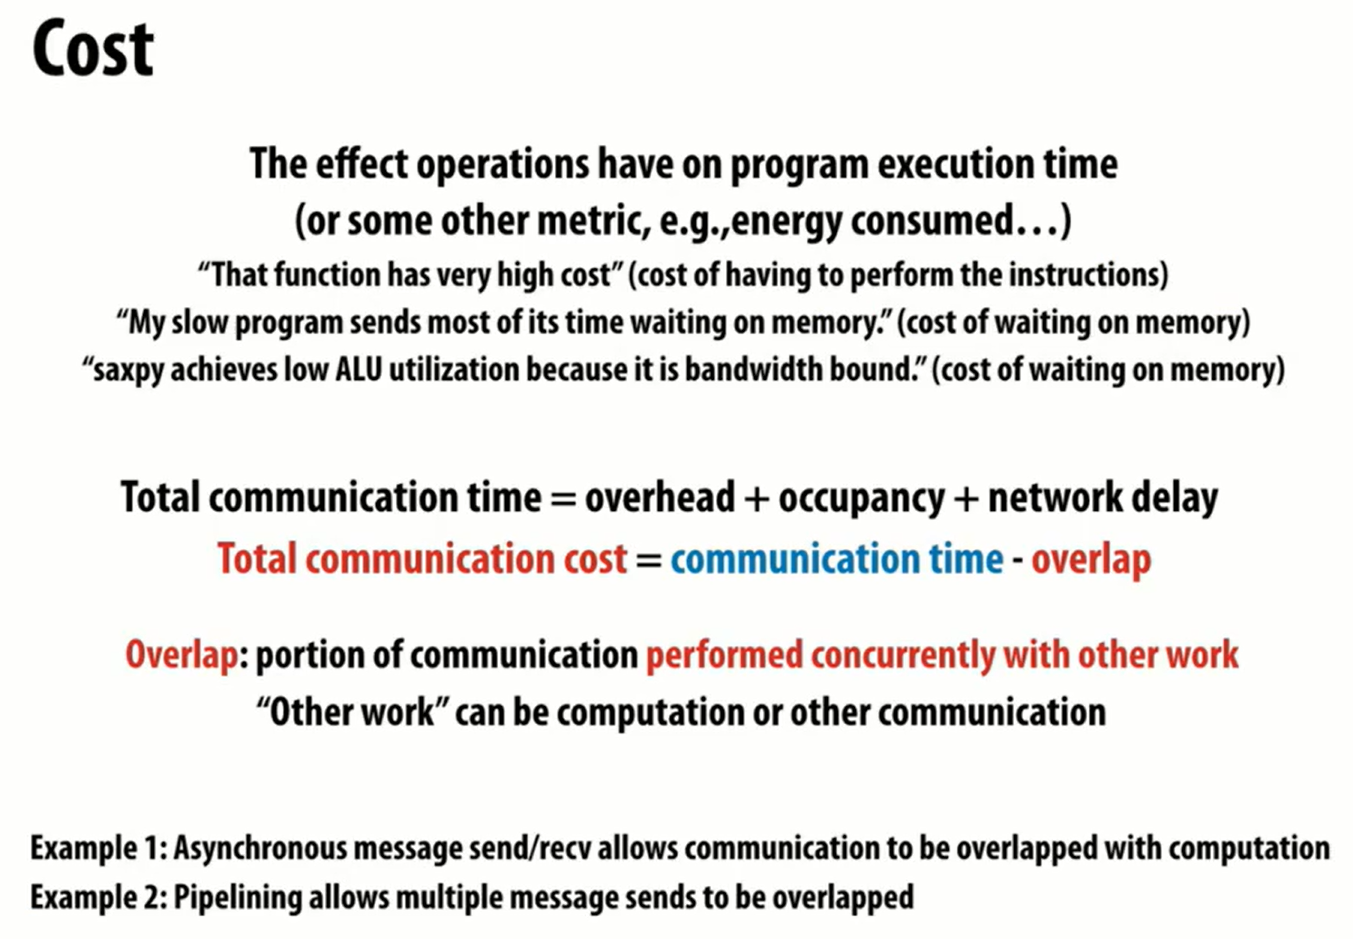 Cost
The effect operations have on program execution time
(or some other metric, e.g.,energy consumed…)
“That function has very high cost” (cost of having to perform the instructions)
“My slow program sends most of its time waiting on memory.” (cost of waiting on memory)
“saxpy achieves low ALU utilization because it is bandwidth bound.” (cost of waiting on memory)
Total communication time = overhead + occupancy + network delay
Total communication cost = communication time - overlap
Overlap: portion of communication performed concurrently with other work
“Other work” can be computation or other communication
Example 1: Asynchronous message send/recv allows communication to be overlapped with computation
Example 2: Pipelining allows multiple message sends to be overlapped